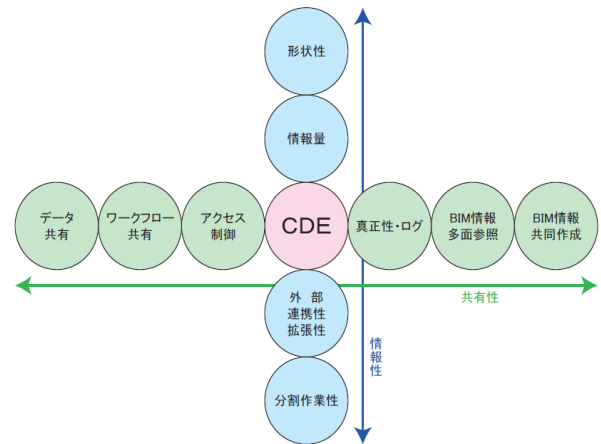 形状性
情報量
データ
共有
ワークフロー
共有
アクセス
制御
CDE
真正性・ログ
BIM情報
多面参照
BIM情報
共同作成
外 部
連携性
拡張性
共有性
情報性
分割作業性